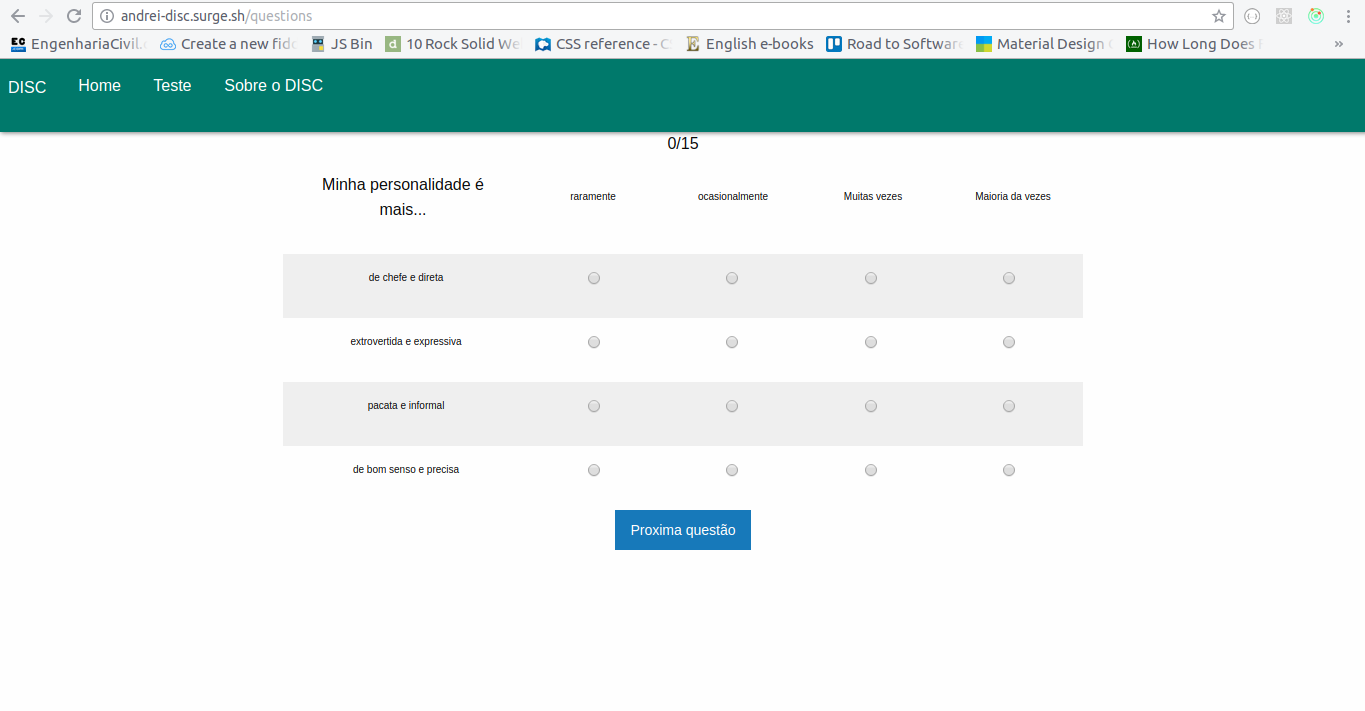 andrei-disc.surge.sh/questions
EngenhariaCivil. Create a new fido JS Bin 10 Rock Solid We CSS reference - C English e-books Road to Software Material Design How Long Does »
DISC Home Teste Sobre o DISC
0/15
Minha personalidade é
mais...
raramente ocasionalmente Muitas vezes Maioria da vezes
de chefe e direta
extrovertida e expressiva
pacata e informal
de bom senso e precisa
Proxima questão